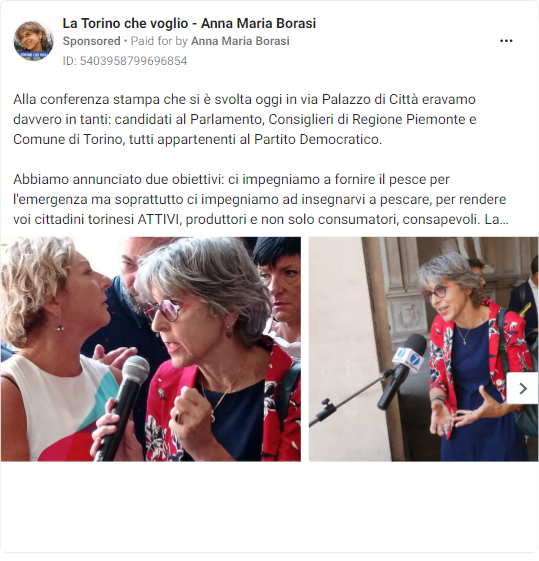 La Torino che voglio - Anna Maria Borasi
Sponsored • Paid for by Anna Maria Borasi
ID: 5403958799696854
Alla conferenza stampa che si è svolta oggi in via Palazzo di Città eravamo
davvero in tanti: candidati al Parlamento, Consiglieri di Regione Piemonte e
Comune di Torino, tutti appartenenti al Partito Democratico.
Abbiamo annunciato due obiettivi: ci impegniamo a fornire il pesce per
l'emergenza ma soprattutto ci impegniamo ad insegnarvi a pescare, per rendere
voi cittadini torinesi ATTIVI, produttori e non solo consumatori, consapevoli. La...